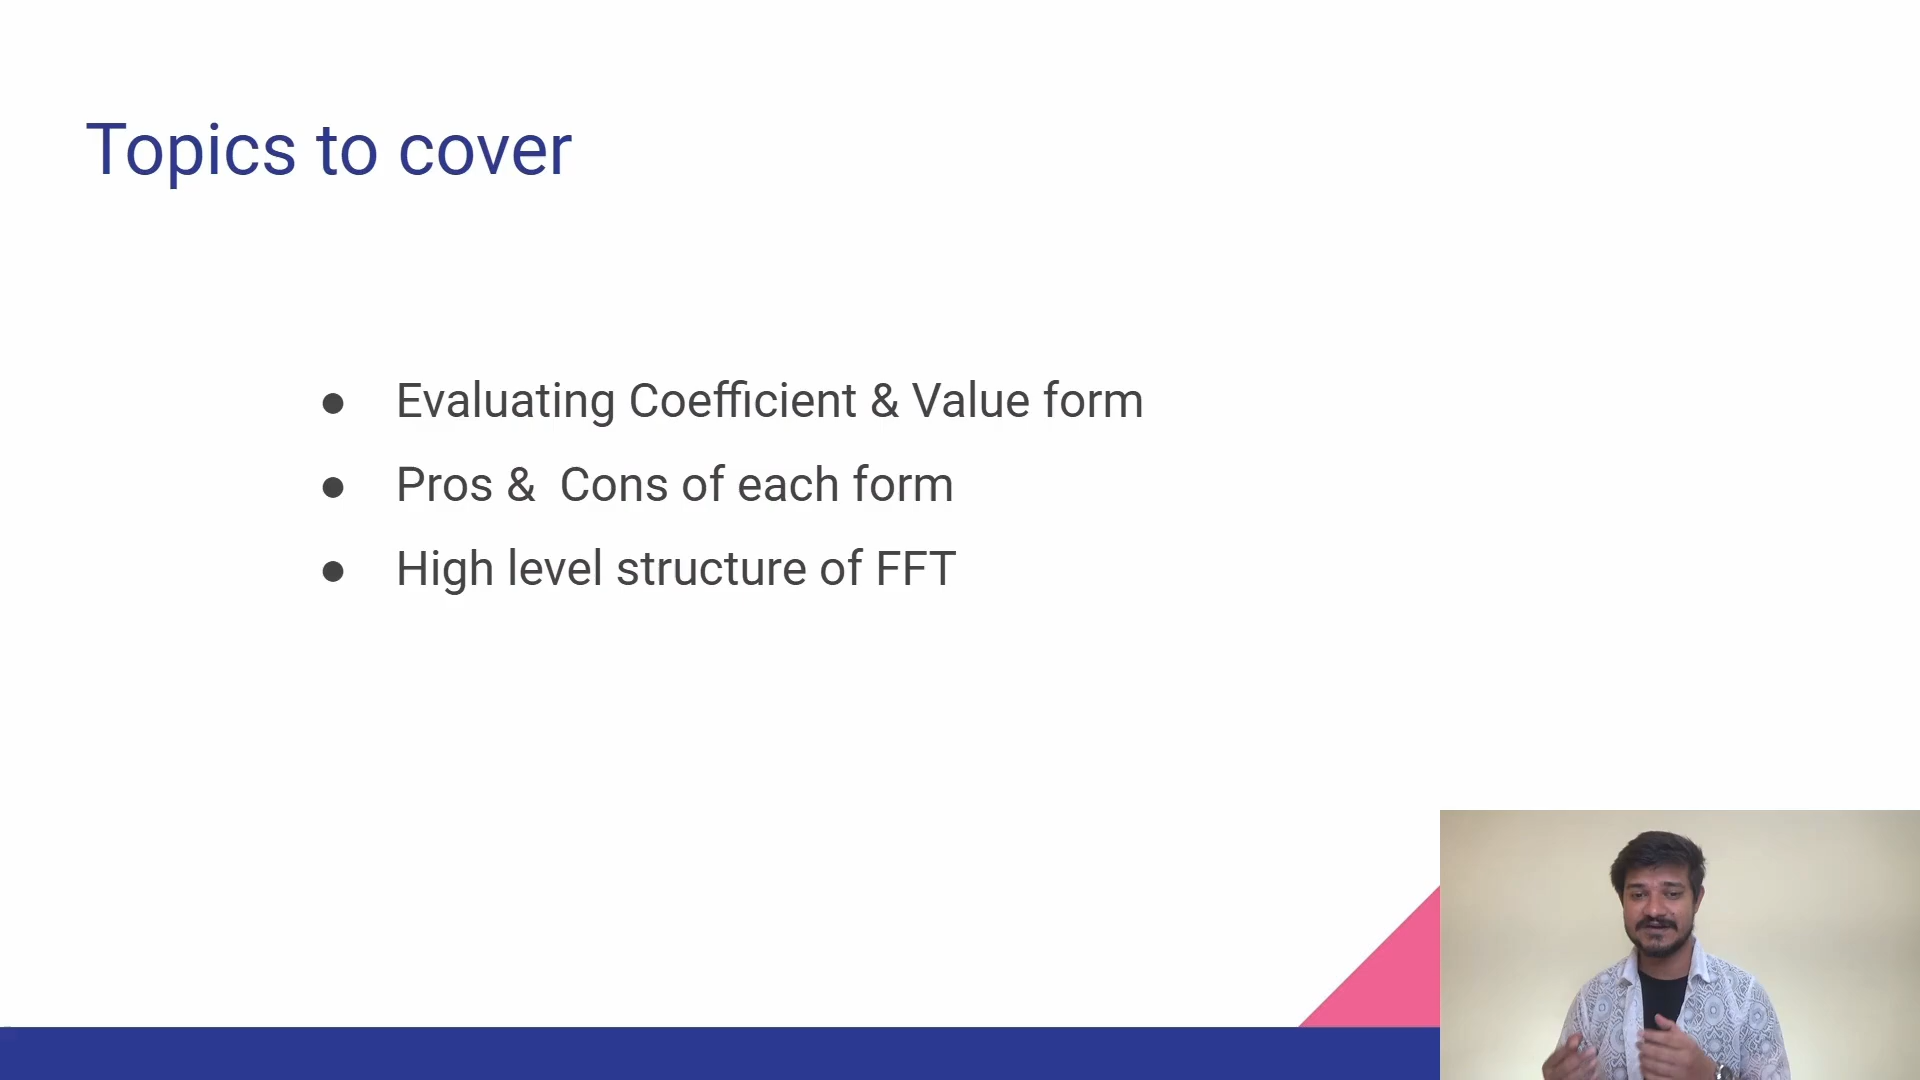 Topics to cover
● Evaluating Coefficient & Value form
● Pros &  Cons of each form
● High level structure of FFT